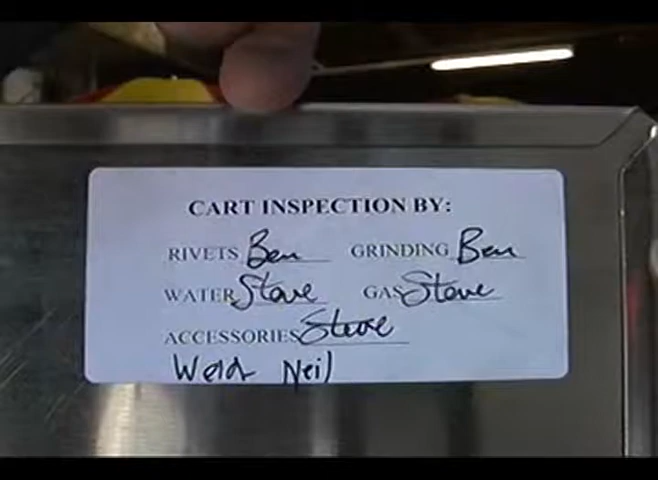 CART INSPECTION BY:
RIVETS Ben GRINDING Ben
WATER Steve GAS Steve
ACCESSORIES Steve
Weld Neil